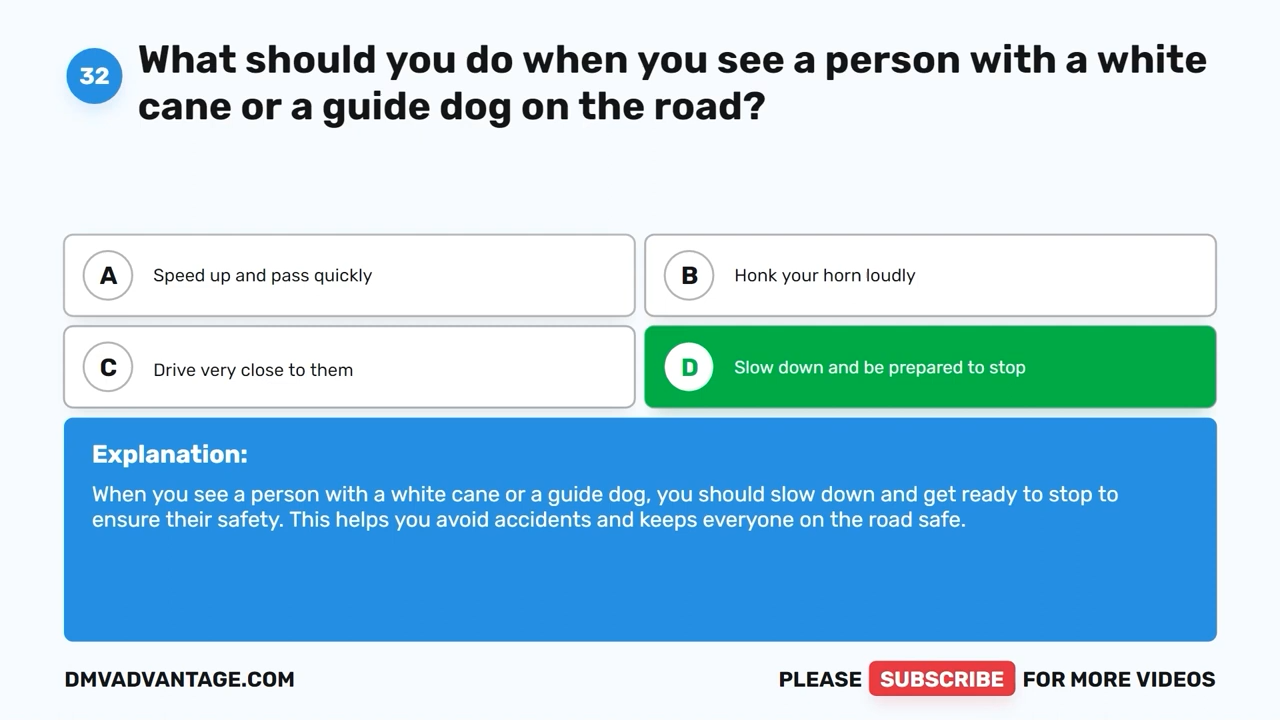 32
What should you do when you see a person with a white
cane or a guide dog on the road?
A
Speed up and pass quickly
B
Honk your horn loudly
C
Drive very close to them
D
Slow down and be prepared to stop
Explanation:
When you see a person with a white cane or a guide dog, you should slow down and get ready to stop to
ensure their safety. This helps you avoid accidents and keeps everyone on the road safe.
DMVADVANTAGE.COM
PLEASE SUBSCRIBE FOR MORE VIDEOS